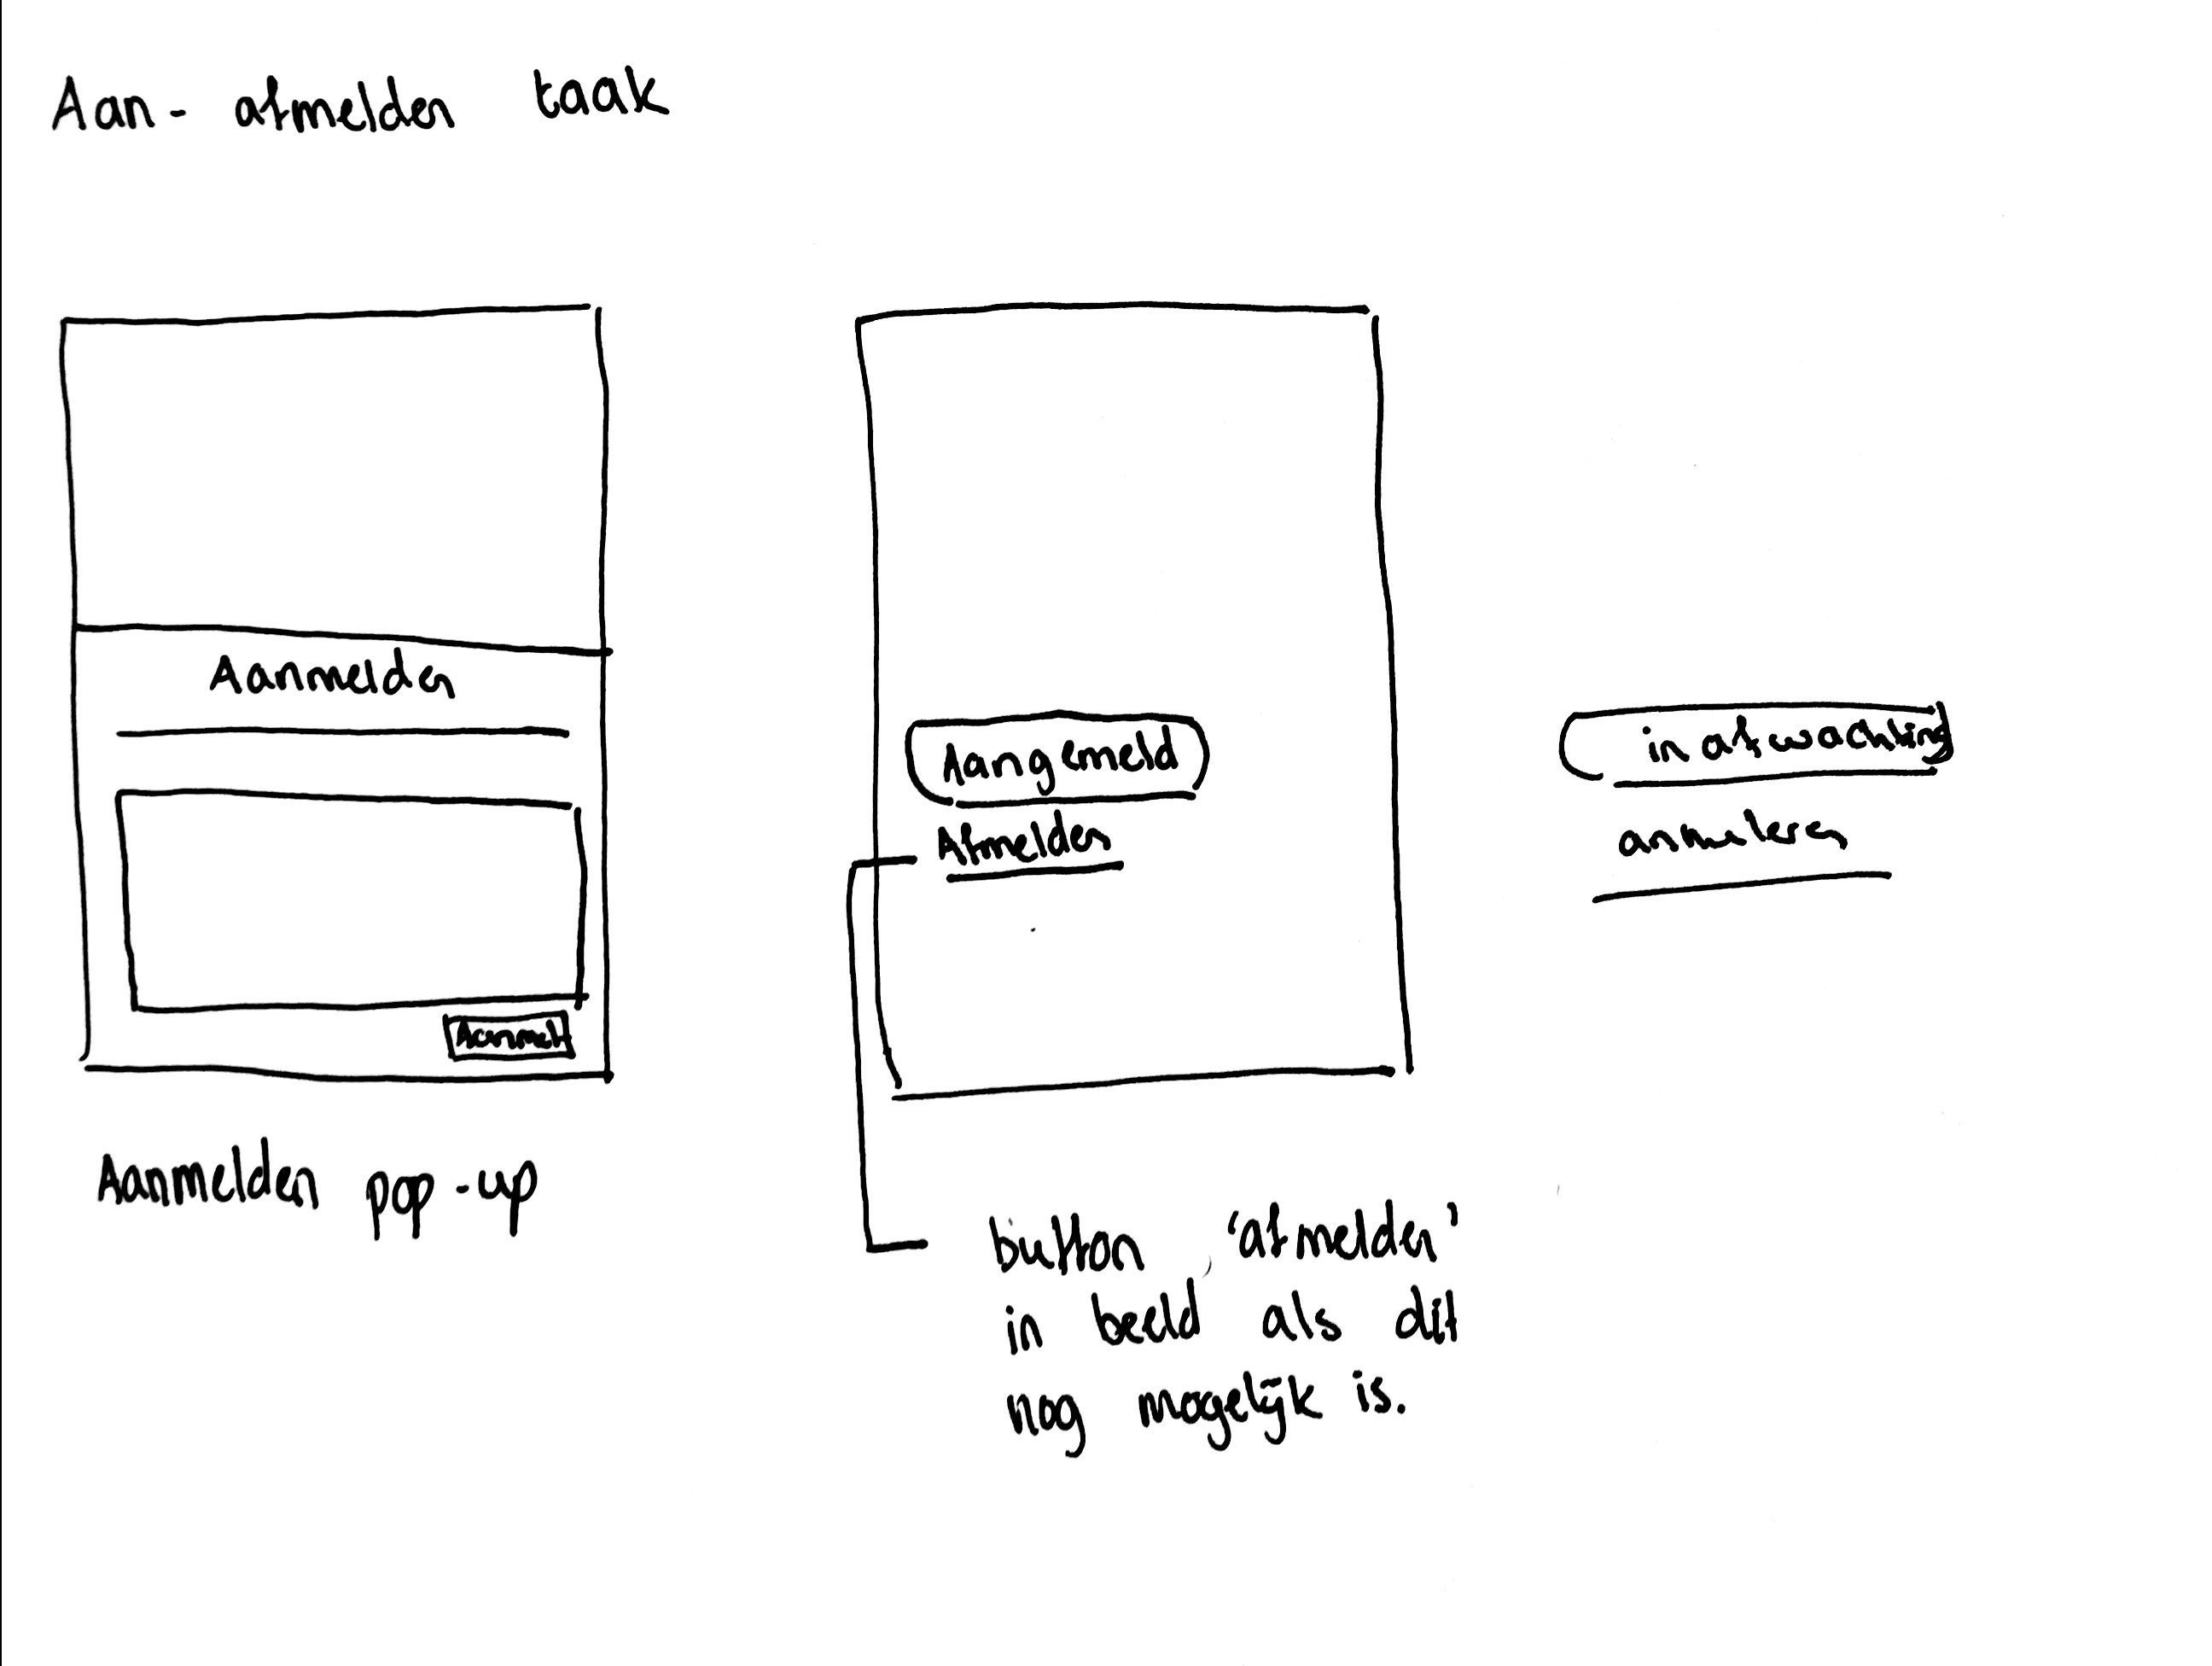 Aan- afmelden taak
Aanmelden
Aanmeld
Aanmelden pop-up
Aangemeld
Afmelden
button 'afmelden'
in beeld als dit
nog mogelijk is.
in afwachting
annuleren